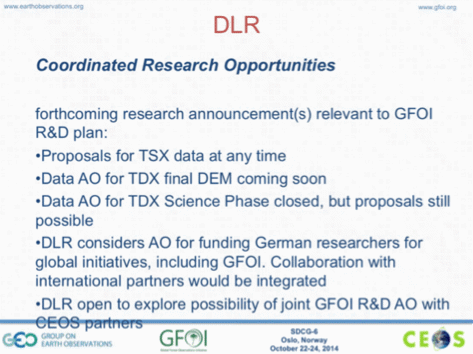 www.earthobservations.org
www.gfoi.org
DLR
Coordinated Research Opportunities
forthcoming research announcement(s) relevant to GFOI
R&D plan:
•Proposals for TSX data at any time
•Data AO for TDX final DEM coming soon
•Data AO for TDX Science Phase closed, but proposals still
possible
•DLR considers AO for funding German researchers for
global initiatives, including GFOI. Collaboration with
international partners would be integrated
•DLR open to explore possibility of joint GFOI R&D AO with
CEOS partners
GEO GROUP ON
EARTH OBSERVATIONS
GFOI
Global Forest Observations Initiative
SDCG-6
Oslo, Norway
October 22-24, 2014
CEOS